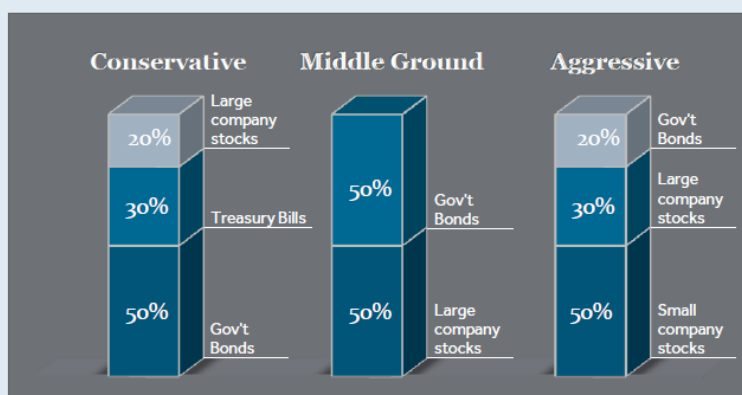 Conservative
20%
Large
company
stocks
30%
Treasury Bills
50%
Gov't
Bonds
Middle Ground
50%
Gov't
Bonds
50%
Large
company
stocks
Aggressive
20%
Gov't
Bonds
30%
Large
company
stocks
50%
Small
company
stocks